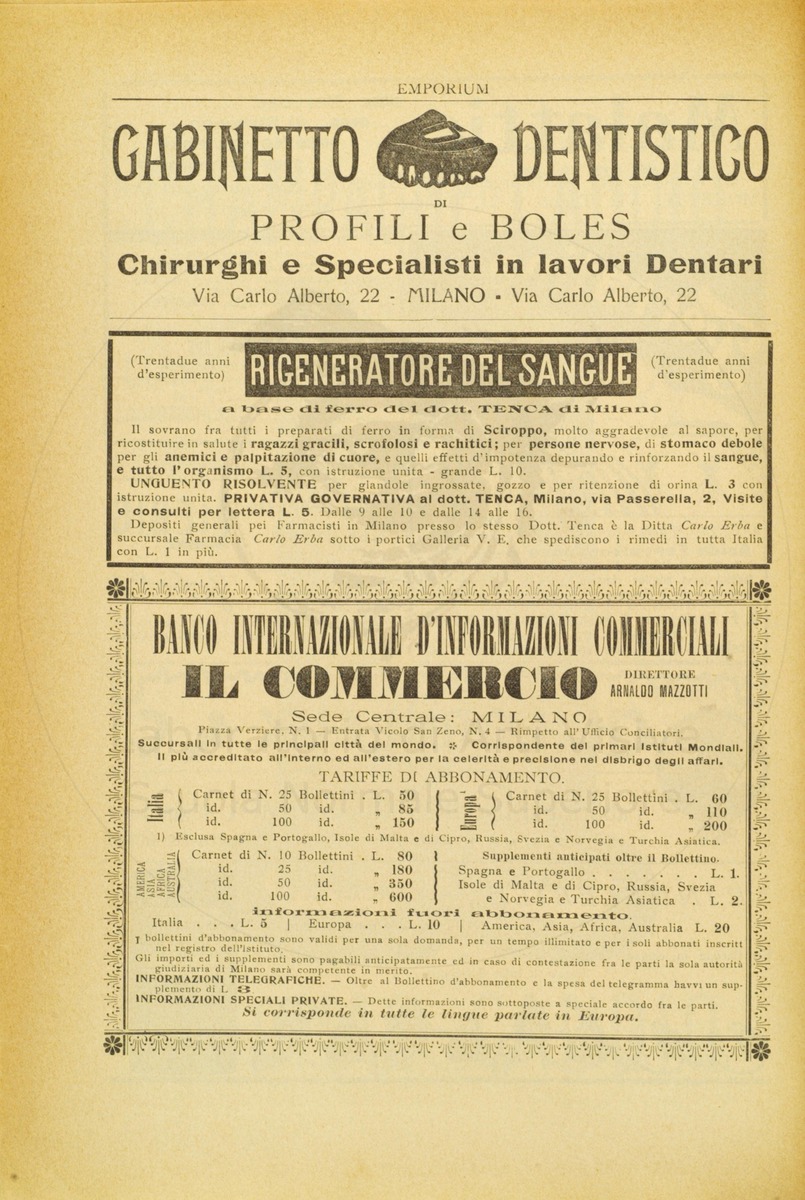 EMPORIUM
GABINETTO DENTISTICO
DI
PROFILI e BOLES
Chirurghi e Specialisti in lavori Dentari
Via Carlo Alberto, 22 - MILANO - Via Carlo Alberto, 22
(Trentadue anni d'esperimento)
RIGENERATORE DEL SANGUE
(Trentadue anni d'esperimento)
a base di ferro del dott. TENCA di Milano
Il sovrano fra tutti i preparati di ferro in forma di Sciroppo, molto aggradevole al sapore, per
ricostituire in salute i ragazzi gracili, scrofolosi e rachitici; per persone nervose, di stomaco debole
per gli anemici e palpitazione di cuore, e quelli effetti d'impotenza depurando e rinforzando il sangue,
e tutto l'organismo L. 5, con istruzione unita - grande L. 10.
UNGUENTO RISOLVENTE per glandole ingrossate, gozzo e per ritenzione di orina L. 3 con
istruzione unita. PRIVATIVA GOVERNATIVA al dott. TENCA, Milano, via Passerella, 2, Visite
e consulti per lettera L. 5. Dalle 9 alle 10 e dalle 14 alle 16.
Depositi generali pei Farmacisti in Milano presso lo stesso Dott. Tenca è la Ditta Carlo Erba e
succursale Farmacia Carlo Erba sotto i portici Galleria V. E. che spediscono i rimedi in tutta Italia
con L. 1 in più.
BANCO INTERNAZIONALE D'INFORMAZIONI COMMERCIALI
IL COMMERCIO
DIRETTORE
ARNALDO MAZZOTTI
Sede Centrale: MILANO
Piazza Verziere, N. 1 — Entrata Vicolo San Zeno, N. 4 — Rimpetto all'Ufficio Conciliatori.
Succursali in tutte le principali città del mondo. Corrispondente dei primari Istituti Mondiali.
Il più accreditato all'interno ed all'estero per la celerità e precisione nel disbrigo degli affari.
TARIFFE DI ABBONAMENTO.
Italia
Carnet di N. 25 Bollettini . L. 50
id. 50 id. „ 85
id. 100 id. „ 150
Europa 1
Carnet di N. 25 Bollettini . L. 60
id. 50 id. „ 110
id. 100 id. „ 200
1) Esclusa Spagna e Portogallo, Isole di Malta e di Cipro, Russia, Svezia e Norvegia e Turchia Asiatica.
AMERICA
ASIA
AFRICA
AUSTRALIA
Carnet di N. 10 Bollettini . L. 80
id. 25 id. „ 180
id. 50 id. „ 350
id. 100 id. „ 600
Supplementi anticipati oltre il Bollettino.
Spagna e Portogallo . . . . . . . L. 1.
Isole di Malta e di Cipro, Russia, Svezia
e Norvegia e Turchia Asiatica . L. 2.
informazioni fuori abbonamento.
Italia . . . L. 5 | Europa . . . L. 10 | America, Asia, Africa, Australia L. 20
I bollettini d'abbonamento sono validi per una sola domanda, per un tempo illimitato e per i soli abbonati inscritt
nel registro dell'istituto.
Gli importi ed i supplementi sono pagabili anticipatamente ed in caso di contestazione fra le parti la sola autorità
giudiziaria di Milano sarà competente in merito.
INFORMAZIONI TELEGRAFICHE. — Oltre al Bollettino d'abbonamento e la spesa del telegramma havvi un sup-
plemento di L 3
INFORMAZIONI SPECIALI PRIVATE. — Dette informazioni sono sottoposte a speciale accordo fra le parti.
Si corrisponde in tutte le lingue parlate in Europa.